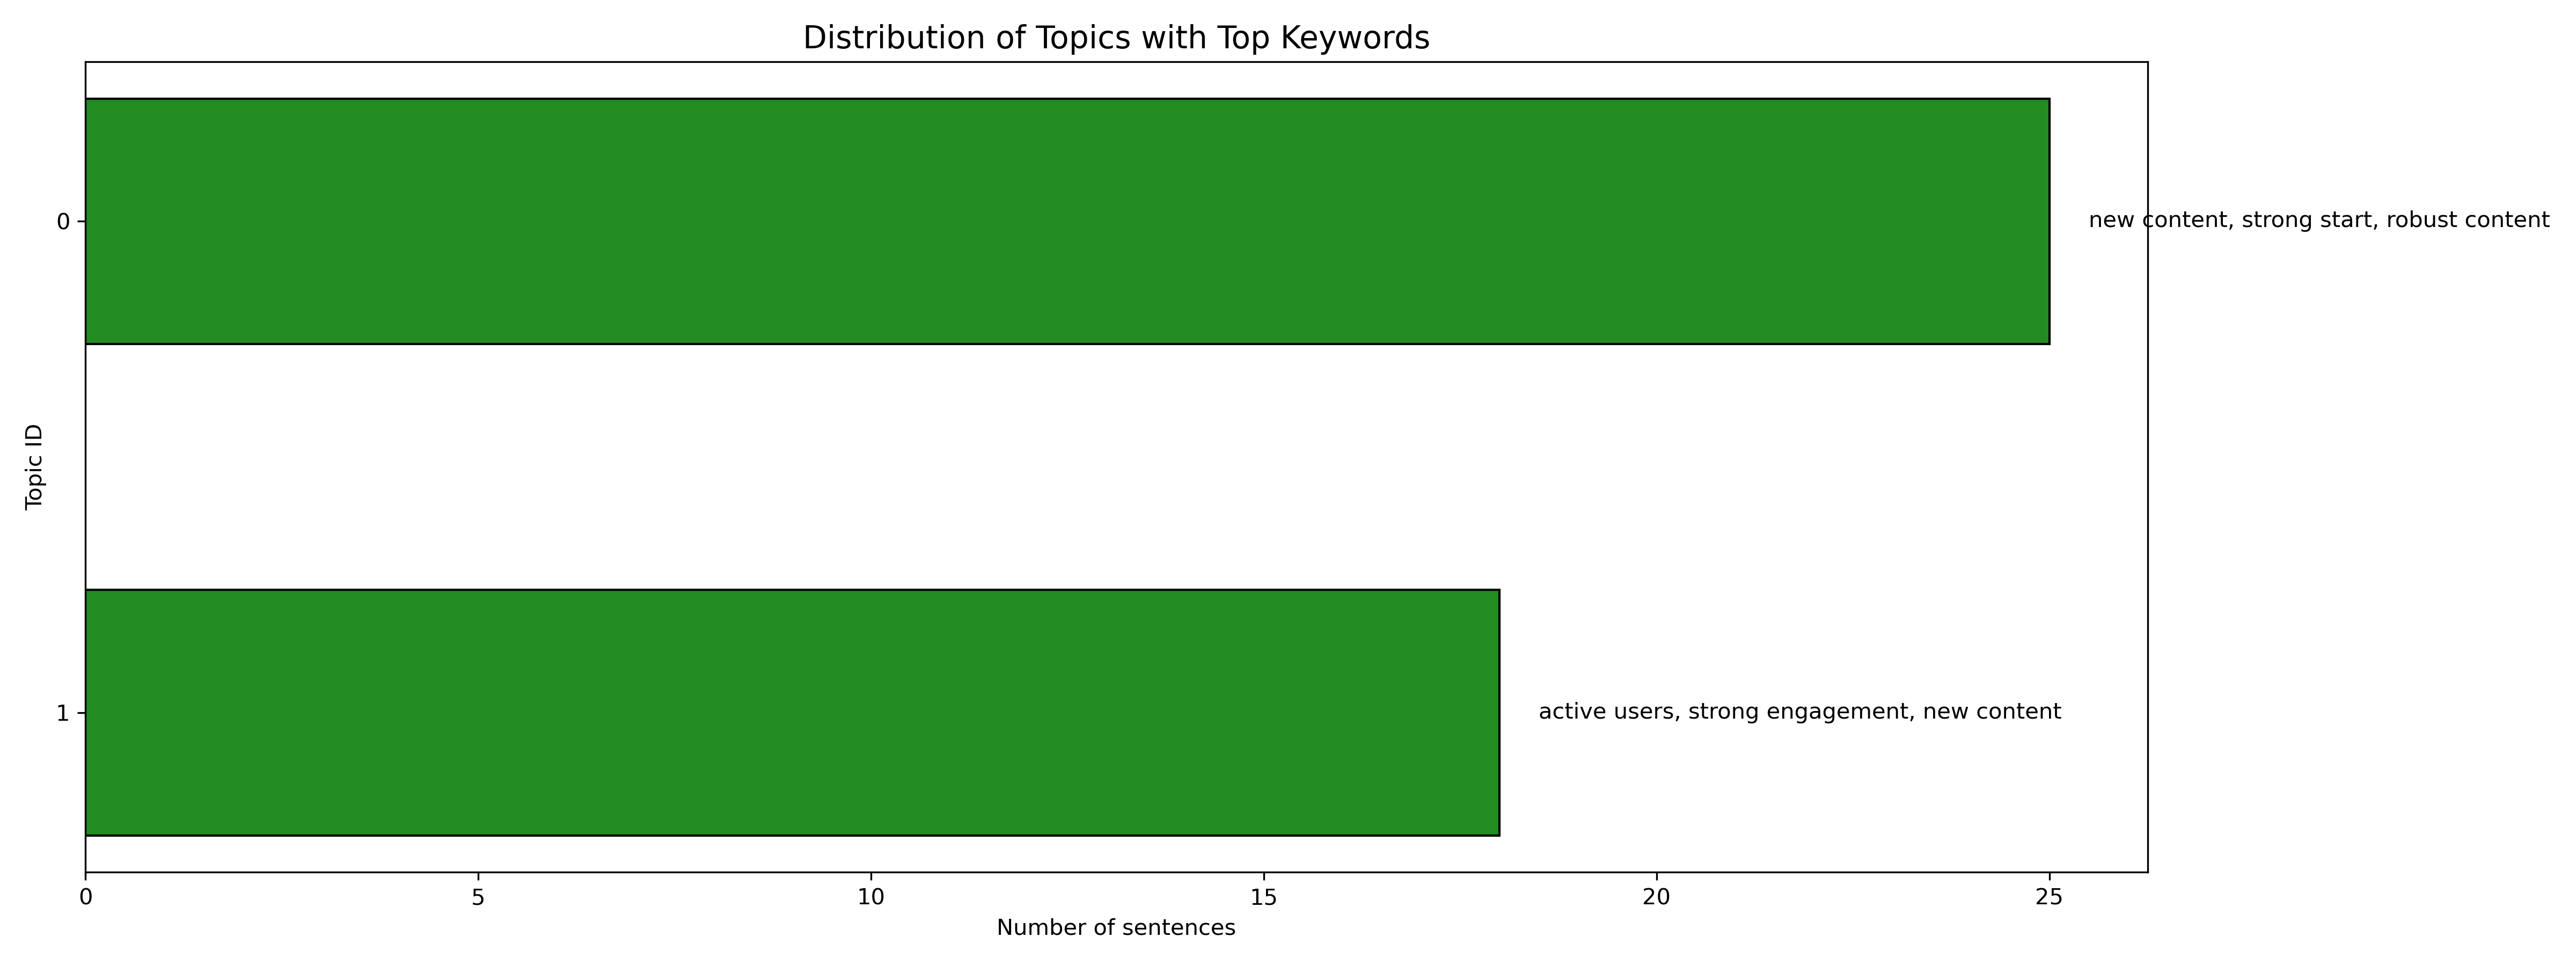 Distribution of Topics with Top Keywords
Topic ID
0
new content, strong start, robust content
1
active users, strong engagement, new content
0 5 10 15 20 25
Number of sentences